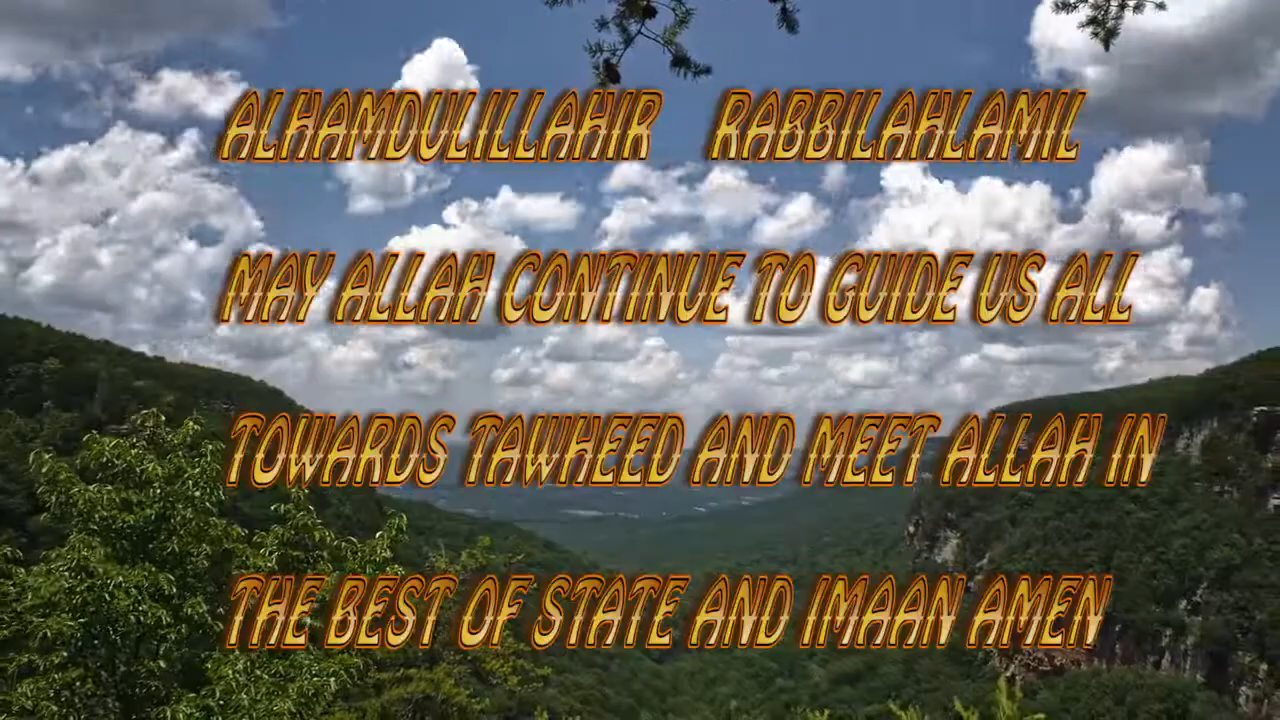 ALHAMDULILLAHIR RABBILAHLAMIL
MAY ALLAH CONTINUE TO GUIDE US ALL
TOWARDS TAWHEED AND MEET ALLAH IN
THE BEST OF STATE AND IMAAN AMEN